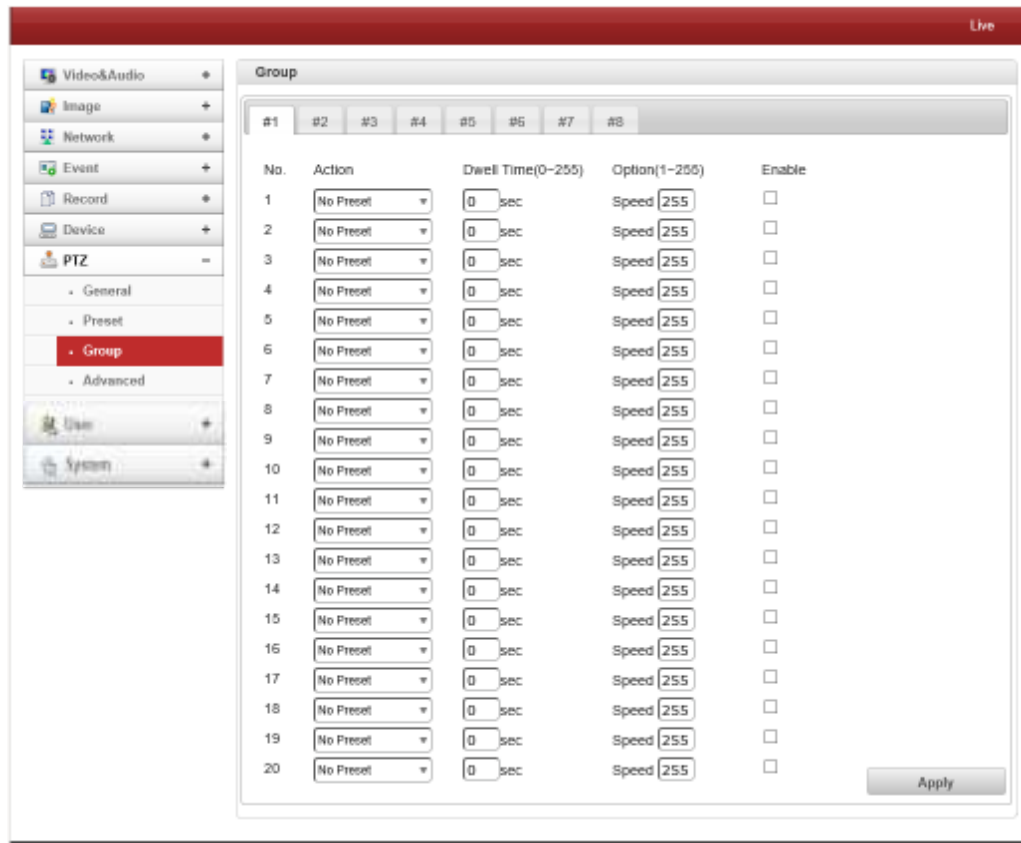 Live
Video&Audio +
Image +
Network +
Event +
Record +
Device +
PTZ -
General
Preset
Group
Advanced
User +
System +
Group
#1 #2 #3 #4 #5 #6 #7 #8
No. Action Dwell Time(0~255) Option(1~255) Enable
1 No Preset 0 sec Speed 255
2 No Preset 0 sec Speed 255
3 No Preset 0 sec Speed 255
4 No Preset 0 sec Speed 255
5 No Preset 0 sec Speed 255
6 No Preset 0 sec Speed 255
7 No Preset 0 sec Speed 255
8 No Preset 0 sec Speed 255
9 No Preset 0 sec Speed 255
10 No Preset 0 sec Speed 255
11 No Preset 0 sec Speed 255
12 No Preset 0 sec Speed 255
13 No Preset 0 sec Speed 255
14 No Preset 0 sec Speed 255
15 No Preset 0 sec Speed 255
16 No Preset 0 sec Speed 255
17 No Preset 0 sec Speed 255
18 No Preset 0 sec Speed 255
19 No Preset 0 sec Speed 255
20 No Preset 0 sec Speed 255
Apply